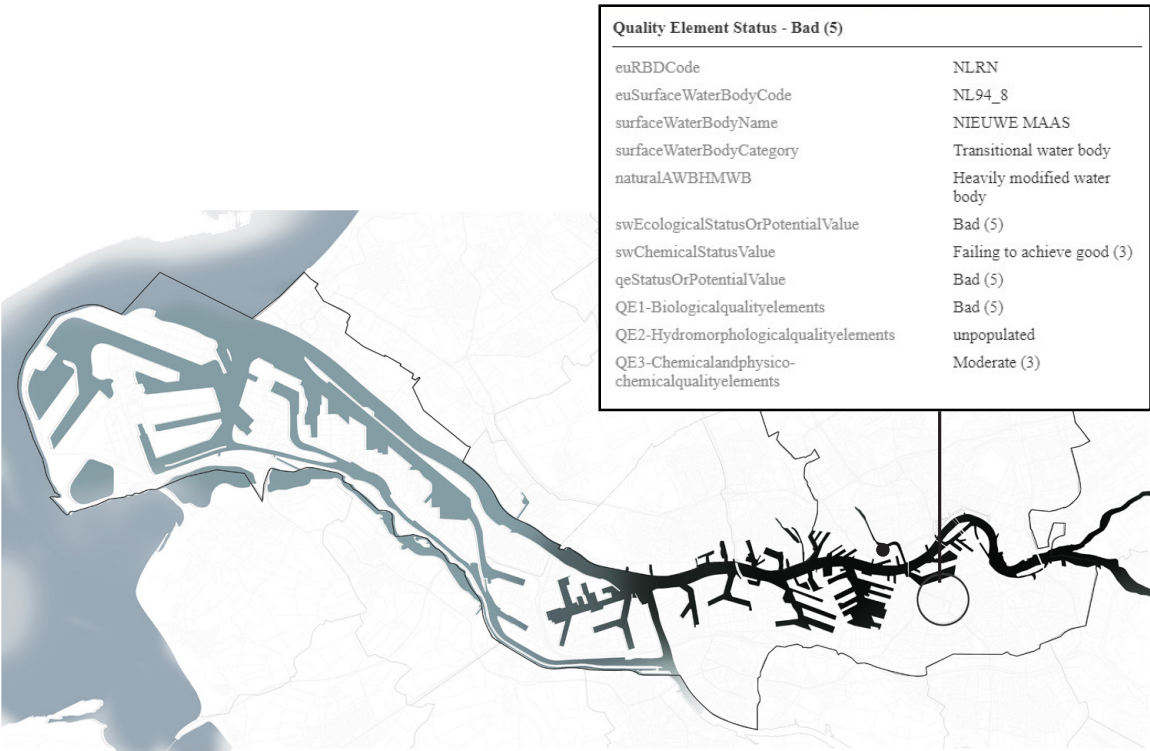 Quality Element Status - Bad (5)
euRBDCode NLRN
euSurfaceWaterBodyCode NL94_8
surfaceWaterBodyName NIEUWE MAAS
surfaceWaterBodyCategory Transitional water body
naturalAWBHMWB Heavily modified water
body
swEcologicalStatusOrPotentialValue Bad (5)
swChemicalStatusValue Failing to achieve good (3)
qeStatusOrPotentialValue Bad (5)
QE1-Biologicalqualityelements Bad (5)
QE2-Hydromorphologicalqualityelements unpopulated
QE3-Chemicalandphysico- Moderate (3)
chemicalqualityelements